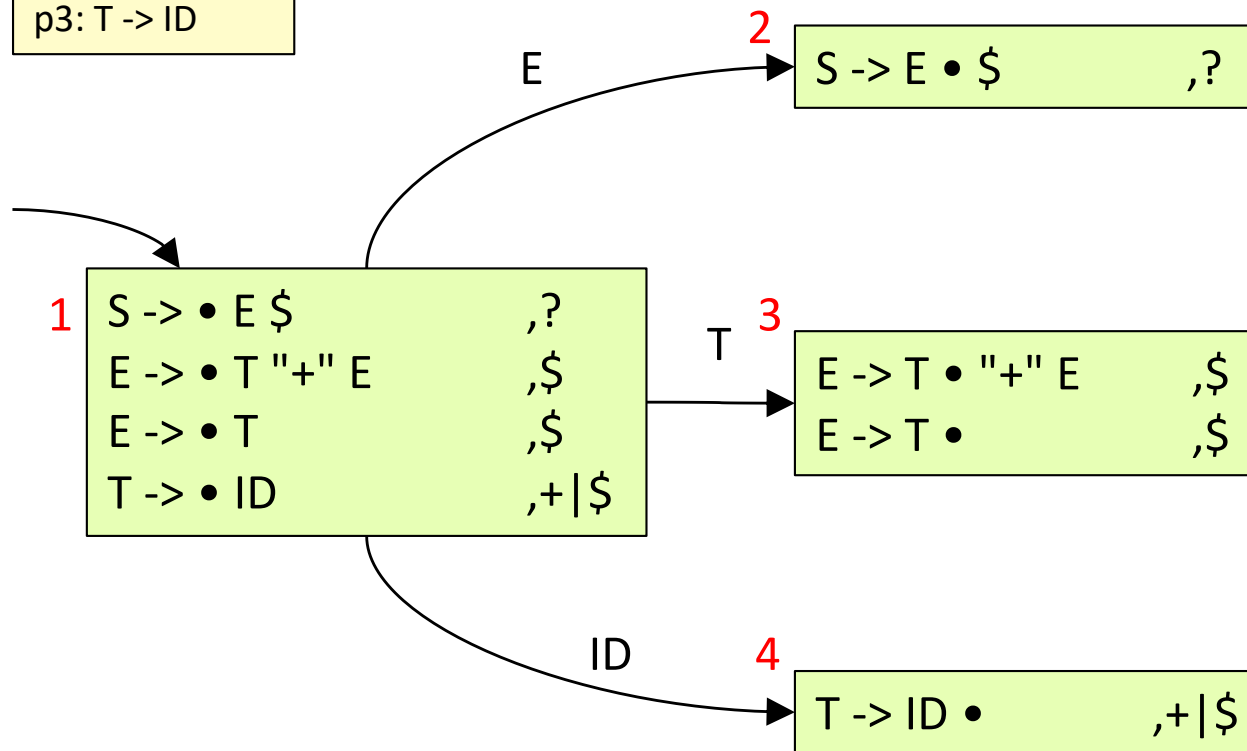 p3: T -> ID
E
2
S -> E • $ ,?
1
S -> • E $ ,?
E -> • T "+" E ,$
E -> • T ,$
T -> • ID ,+|$
T
3
E -> T • "+" E ,$
E -> T • ,$
ID
4
T -> ID • ,+|$